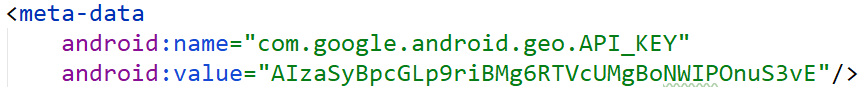 <meta-data
android:name="com.google.android.geo.API_KEY"
android:value="AIzaSyBpcGLp9riBMg6RTVcUMgBoNWIPOnuS3vE"/>